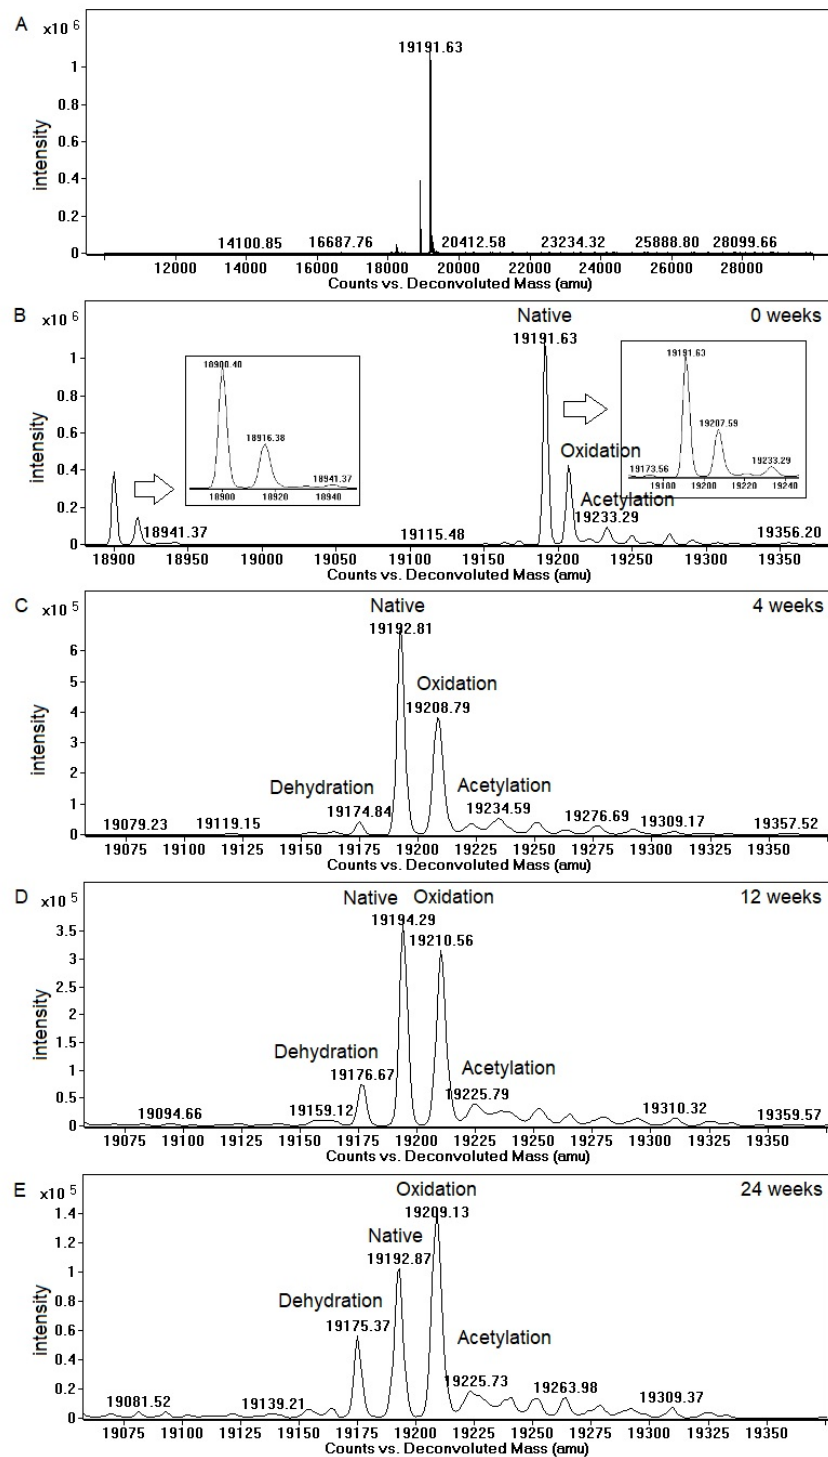 A
x10 6
19191.63
1
0.8
0.6
0.4
0.2
0
intensity
14100.85 16687.76 20412.58 23234.32 25888.80 28099.66
12000 14000 16000 18000 20000 22000 24000 26000 28000
Counts vs. Deconvoluted Mass (amu)
B
x10 6
Native
0 weeks
19191.63
1
0.8
0.6
0.4
0.2
0
intensity
18900.40
18916.38
18941.37
18900 18920 18940
19191.63
19207.59
19233.29
19173.56
19200 19220 19240
Oxidation
Acetylation
18941.37 19115.48 19233.29 19356.20
18900 18950 19000 19050 19100 19150 19200 19250 19300 19350
Counts vs. Deconvoluted Mass (amu)
C
x10 5
Native
4 weeks
19192.81
6
5
4
3
2
1
0
intensity
Oxidation
19208.79
Dehydration
19174.84
Acetylation
19234.59
19079.23 19119.15 19276.69 19309.17 19357.52
19075 19100 19125 19150 19175 19200 19225 19250 19275 19300 19325 19350
Counts vs. Deconvoluted Mass (amu)
D
x10 5
Native
Oxidation
12 weeks
19194.29
19210.56
3.5
3
2.5
2
1.5
1
0.5
0
intensity
Dehydration
19176.67
Acetylation
19225.79
19094.66 19159.12 19310.32 19359.57
19075 19100 19125 19150 19175 19200 19225 19250 19275 19300 19325 19350
Counts vs. Deconvoluted Mass (amu)
E
x10 5
Oxidation
24 weeks
19209.13
Native
19192.87
1.4
1.2
1
0.8
0.6
0.4
0.2
0
intensity
Dehydration
19175.37
Acetylation
19225.73
19081.52 19139.21 19263.98 19309.37
19075 19100 19125 19150 19175 19200 19225 19250 19275 19300 19325 19350
Counts vs. Deconvoluted Mass (amu)